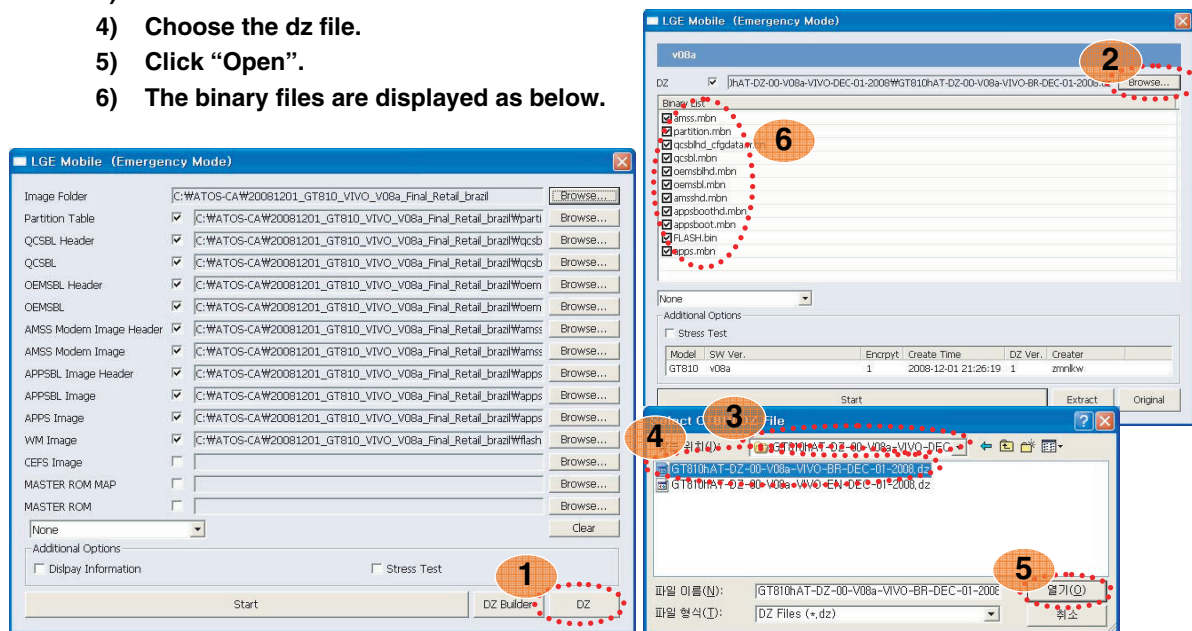 4) Choose the dz file.
5) Click “Open”.
6) The binary files are displayed as below.
LGE Mobile (Emergency Mode)
Image Folder C:₩ATOS-CA₩20081201_GT810_VIVO_V08a_Final_Retail_brazil Browse...
Partition Table C:₩ATOS-CA₩20081201_GT810_VIVO_V08a_Final_Retail_brazil₩parti Browse...
QCSBL Header C:₩ATOS-CA₩20081201_GT810_VIVO_V08a_Final_Retail_brazil₩qcsb Browse...
QCSBL C:₩ATOS-CA₩20081201_GT810_VIVO_V08a_Final_Retail_brazil₩qcsb Browse...
OEMSBL Header C:₩ATOS-CA₩20081201_GT810_VIVO_V08a_Final_Retail_brazil₩oem Browse...
OEMSBL C:₩ATOS-CA₩20081201_GT810_VIVO_V08a_Final_Retail_brazil₩oem Browse...
AMSS Modem Image Header C:₩ATOS-CA₩20081201_GT810_VIVO_V08a_Final_Retail_brazil₩amss Browse...
AMSS Modem Image C:₩ATOS-CA₩20081201_GT810_VIVO_V08a_Final_Retail_brazil₩amss Browse...
APPSBL Image Header C:₩ATOS-CA₩20081201_GT810_VIVO_V08a_Final_Retail_brazil₩apps Browse...
APPSBL Image C:₩ATOS-CA₩20081201_GT810_VIVO_V08a_Final_Retail_brazil₩apps Browse...
APPS Image C:₩ATOS-CA₩20081201_GT810_VIVO_V08a_Final_Retail_brazil₩apps Browse...
WM Image C:₩ATOS-CA₩20081201_GT810_VIVO_V08a_Final_Retail_brazil₩flash Browse...
CEFS Image Browse...
MASTER ROM MAP Browse...
MASTER ROM Browse...
None Clear
Additional Options
Dislpay Information Stress Test
1
Start DZ Builder DZ
LGE Mobile (Emergency Mode)
v08a
2
DZ )hAT-DZ-00-V08a-VIVO-DEC-01-2008₩GT810hAT-DZ-00-V08a-VIVO-BR-DEC-01-2008.dz Browse...
Binary List
amss.mbn
partition.mbn
6
qcsblhd_cfgdata
qcsbl.mbn
oemsblhd.mbn
oemsbl.mbn
amsshd.mbn
appsboothd.mbn
appsboot.mbn
FLASH.bin
apps.mbn
None
Additional Options
Stress Test
Model SW Ver. Encrpyt Create Time DZ Ver. Creater
GT810 v08a 1 2008-12-01 21:26:19 1 zmnlkw
Start Extract Original
3
File
4
(I): GT810hAT-DZ-00-V08a-VIVO-DEC
GT810hAT-DZ-00-V08a-VIVO-BR-DEC-01-2008.dz
GT810hAT-DZ-00-V08a-VIVO-EN-DEC-01-2008.dz
5
파일 이름(N): GT810hAT-DZ-00-V08a-VIVO-BR-DEC-01-2008 열기(O)
파일 형식(T): DZ Files (*.dz) 취소